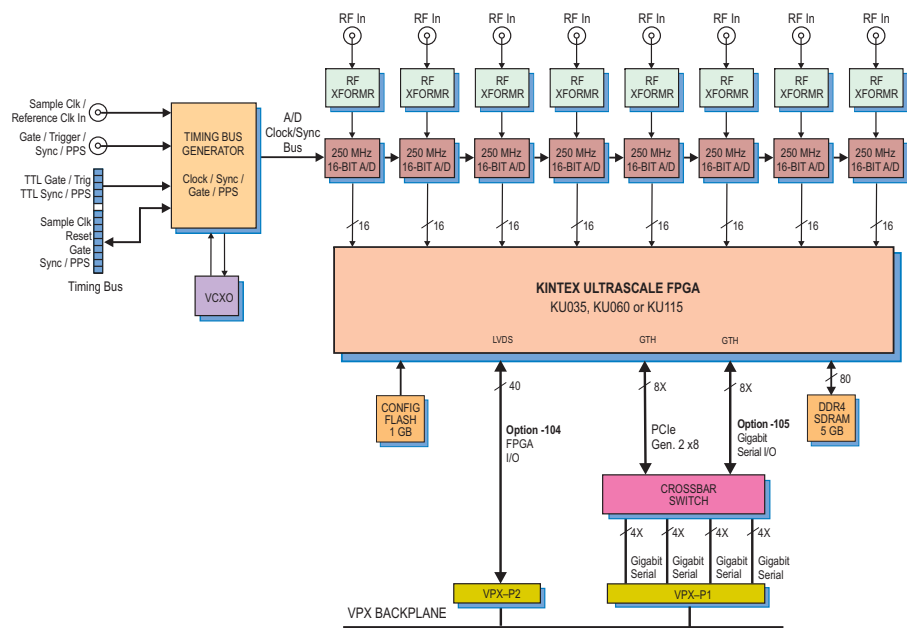 RF In RF In RF In RF In RF In RF In RF In RF In
RF XFORMR
RF XFORMR
RF XFORMR
RF XFORMR
RF XFORMR
RF XFORMR
RF XFORMR
RF XFORMR
Sample Clk /
Reference Clk In
Gate / Trigger /
Sync / PPS
TTL Gate / Trig
TTL Sync / PPS
Sample Clk
Reset
Gate
Sync / PPS
Timing Bus
TIMING BUS
GENERATOR
Clock / Sync /
Gate / PPS
VCXO
A/D
Clock/Sync
Bus
250 MHz
16-BIT A/D
250 MHz
16-BIT A/D
250 MHz
16-BIT A/D
250 MHz
16-BIT A/D
250 MHz
16-BIT A/D
250 MHz
16-BIT A/D
250 MHz
16-BIT A/D
250 MHz
16-BIT A/D
16 16 16 16 16 16 16 16
KINTEX ULTRASCALE FPGA
KU035, KU060 or KU115
LVDS GTH GTH
40 8X 8X 80
CONFIG
FLASH
1 GB
Option -104
FPGA
I/O
PCIe
Gen. 2 x8
Option -105
Gigabit
Serial I/O
DDR4
SDRAM
5 GB
CROSSBAR
SWITCH
4X 4X 4X 4X
Gigabit
Serial
Gigabit
Serial
Gigabit
Serial
Gigabit
Serial
VPX–P2
VPX–P1
VPX BACKPLANE